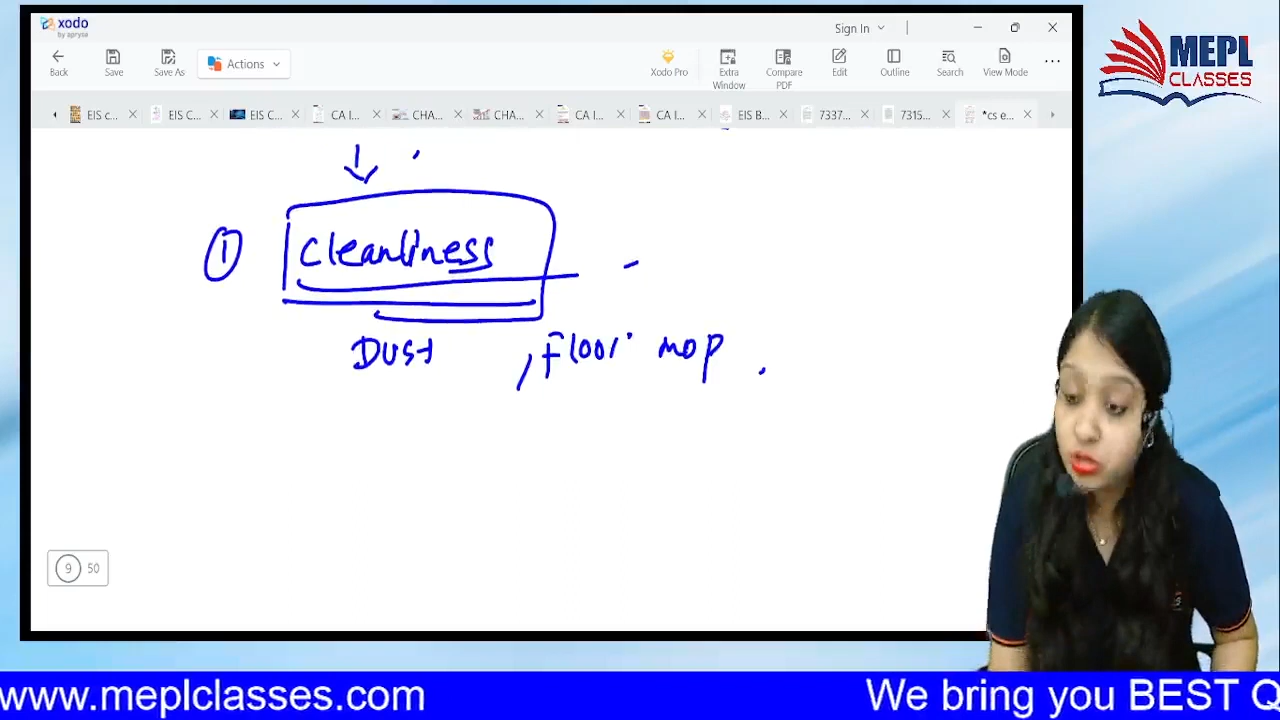 xodo
by apryse
Sign In
Back
Save
Save As
Actions
Xodo Pro
Extra Window
Compare PDF
Edit
Outline
Search
View Mode
EIS c...
EIS C...
EIS C...
CA I...
CHA...
CHA...
CA I...
CA I...
EIS B...
7337...
7315...
*cs e...
MEPL
CLASSES
① Cleanliness
Dust , Floor mop
9 50
www.meplclasses.com We bring you BEST Q